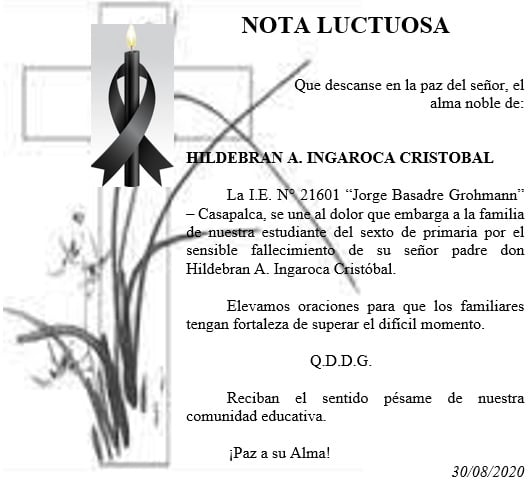 NOTA LUCTUOSA
Que descanse en la paz del señor, el
alma noble de:
HILDEBRAN A. INGAROCA CRISTOBAL
La I.E. N° 21601 “Jorge Basadre Grohmann”
– Casapalca, se une al dolor que embarga a la familia
de nuestra estudiante del sexto de primaria por el
sensible fallecimiento de su señor padre don
Hildebran A. Ingaroca Cristóbal.
Elevamos oraciones para que los familiares
tengan fortaleza de superar el difícil momento.
Q.D.D.G.
Reciban el sentido pésame de nuestra
comunidad educativa.
¡Paz a su Alma!
30/08/2020